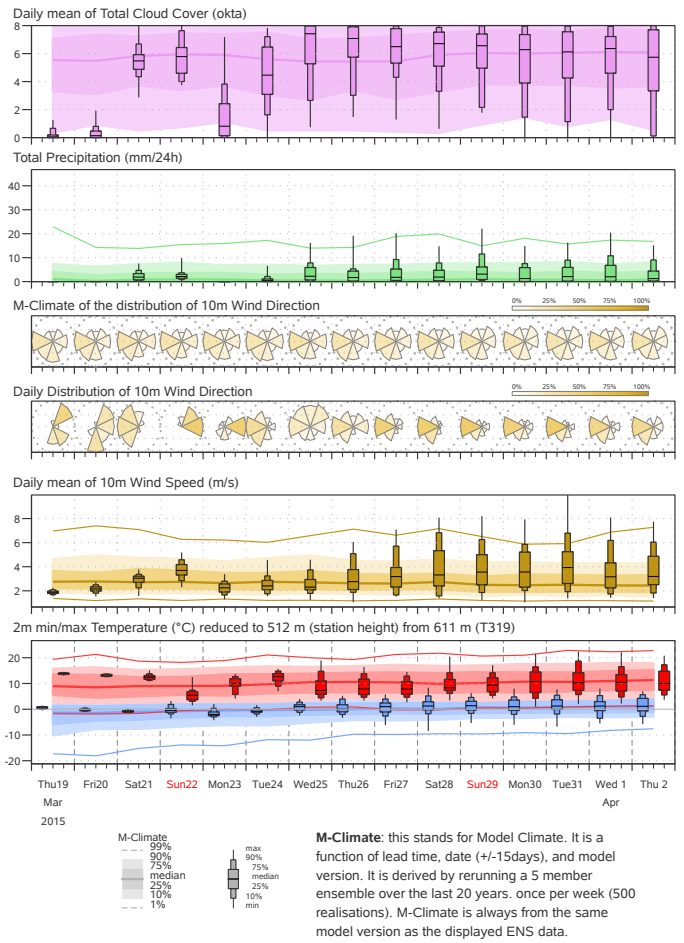 Daily mean of Total Cloud Cover (okta)
8
6
4
2
0
Total Precipitation (mm/24h)
40
30
20
10
0
M-Climate of the distribution of 10m Wind Direction
0% 25% 50% 75% 100%
Daily Distribution of 10m Wind Direction
0% 25% 50% 75% 100%
Daily mean of 10m Wind Speed (m/s)
8
6
4
2
2m min/max Temperature (°C) reduced to 512 m (station height) from 611 m (T319)
20
10
0
-10
-20
Thu19 Fri20 Sat21 Sun22 Mon23 Tue24 Wed25 Thu26 Fri27 Sat28 Sun29 Mon30 Tue31 Wed 1 Thu 2
Mar Apr
2015
M-Climate
99%
90%
75%
median
25%
10%
1%
max
90%
75%
median
25%
10%
min
M-Climate: this stands for Model Climate. It is a
function of lead time, date (+/-15days), and model
version. It is derived by rerunning a 5 member
ensemble over the last 20 years. once per week (500
realisations). M-Climate is always from the same
model version as the displayed ENS data.